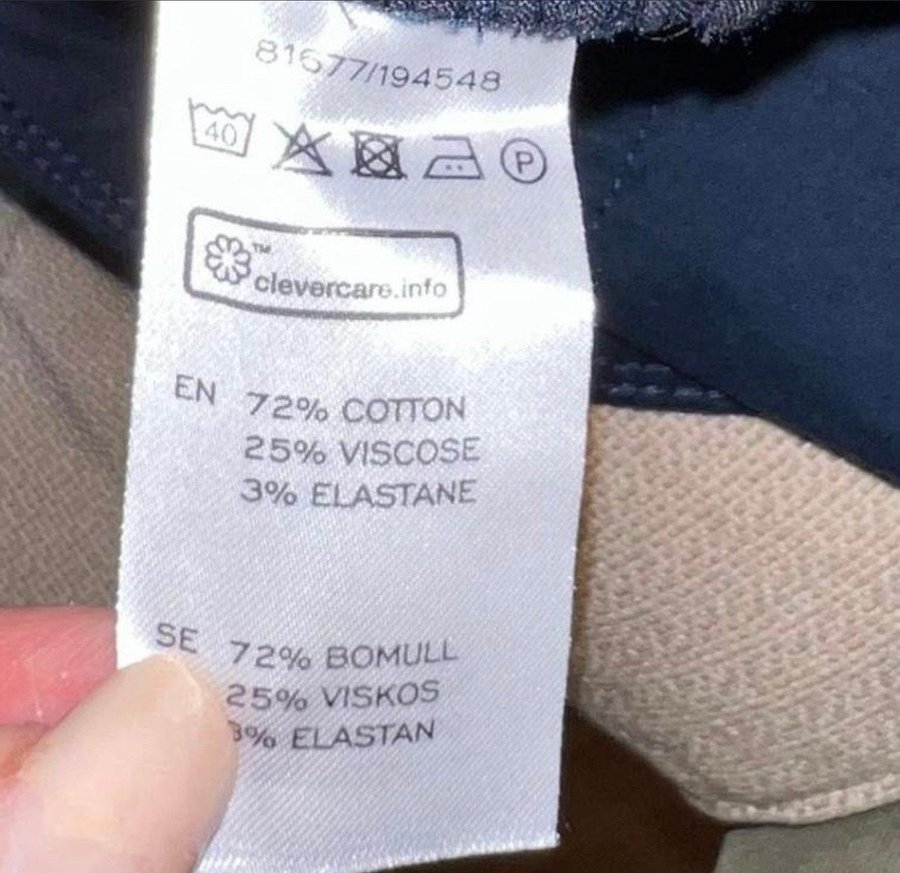 81677/194548
40
P
™
clevercare.info
EN 72% COTTON
25% VISCOSE
3% ELASTANE
SE 72% BOMULL
25% VISKOS
3% ELASTAN